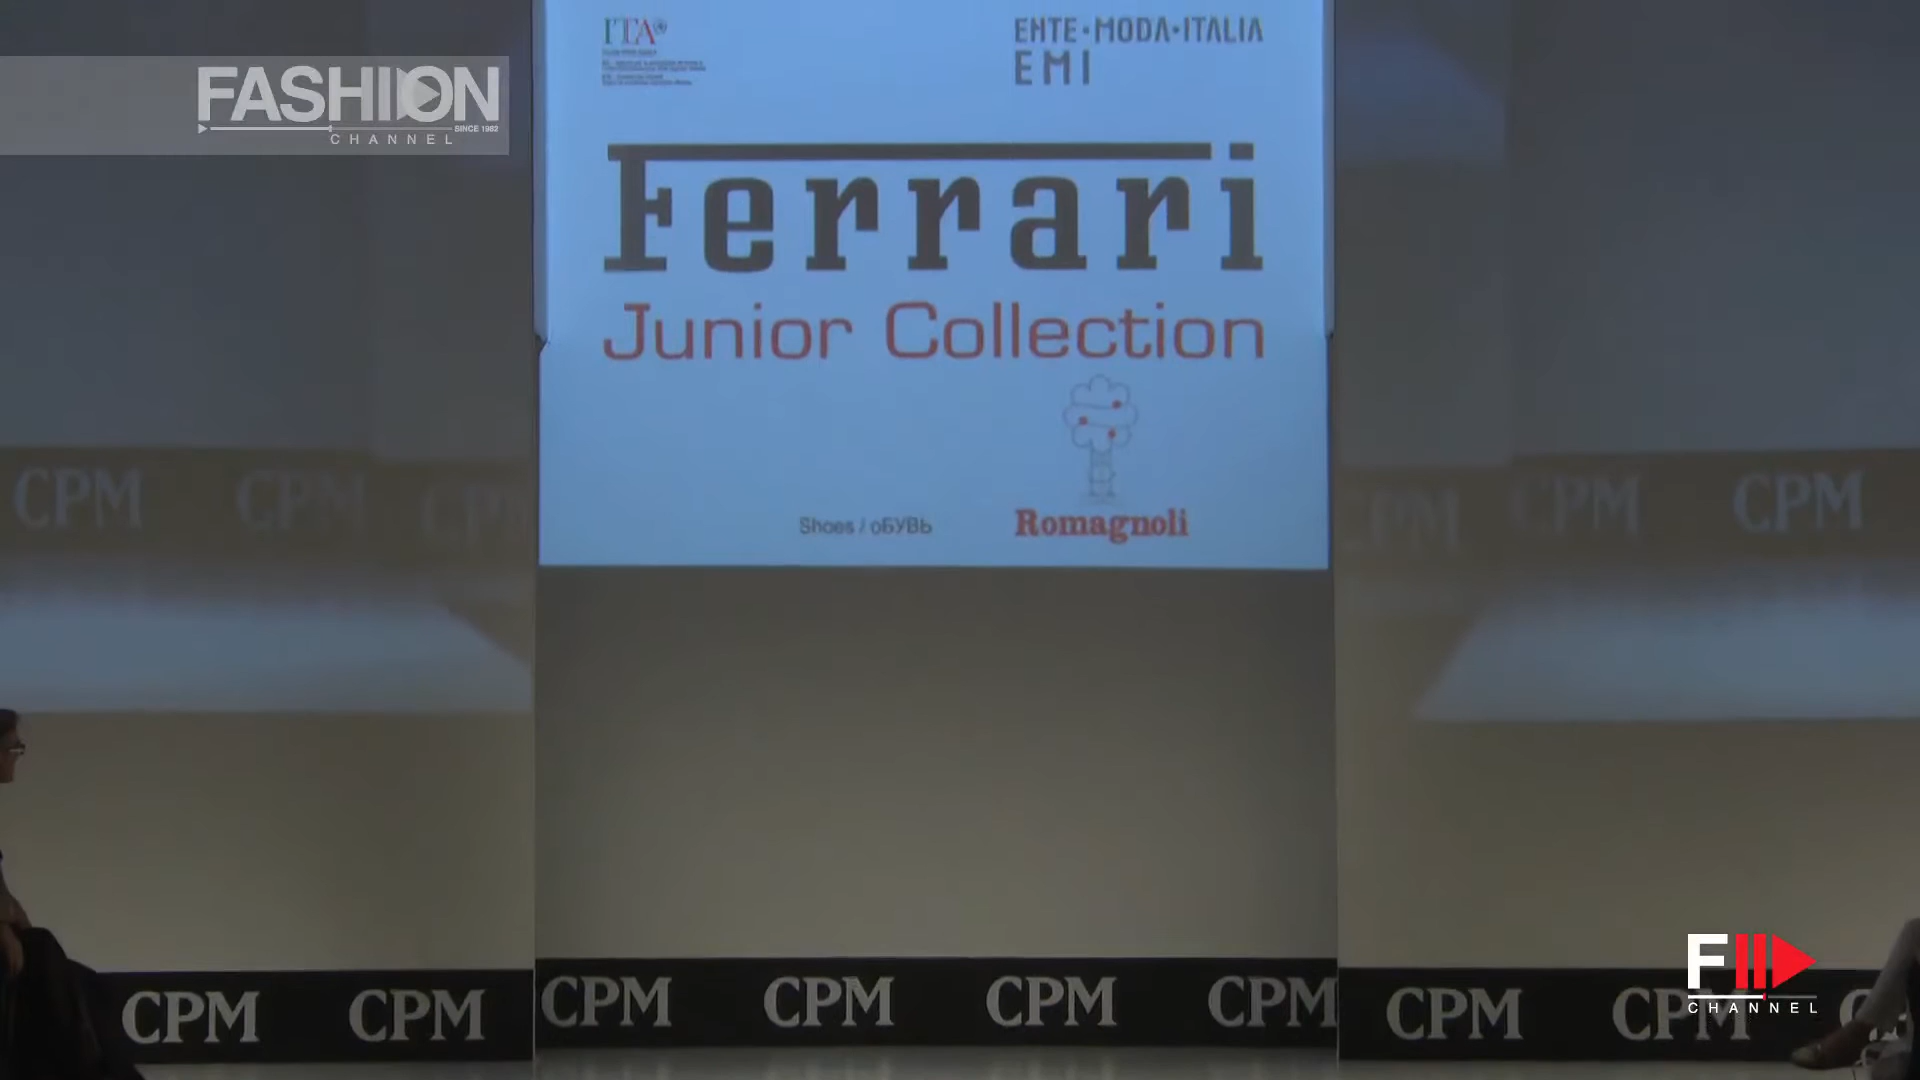 ITA
ENTE·MODA·ITALIA
EMI
FASHION
SINCE 1982
CHANNEL
Ferrari
Junior Collection
Shoes / оБУВЬ
Romagnoli
CPM CPM CPM CPM CPM CPM
CPM CPM CPM CPM CPM CPM CPM CPM
F
CHANNEL